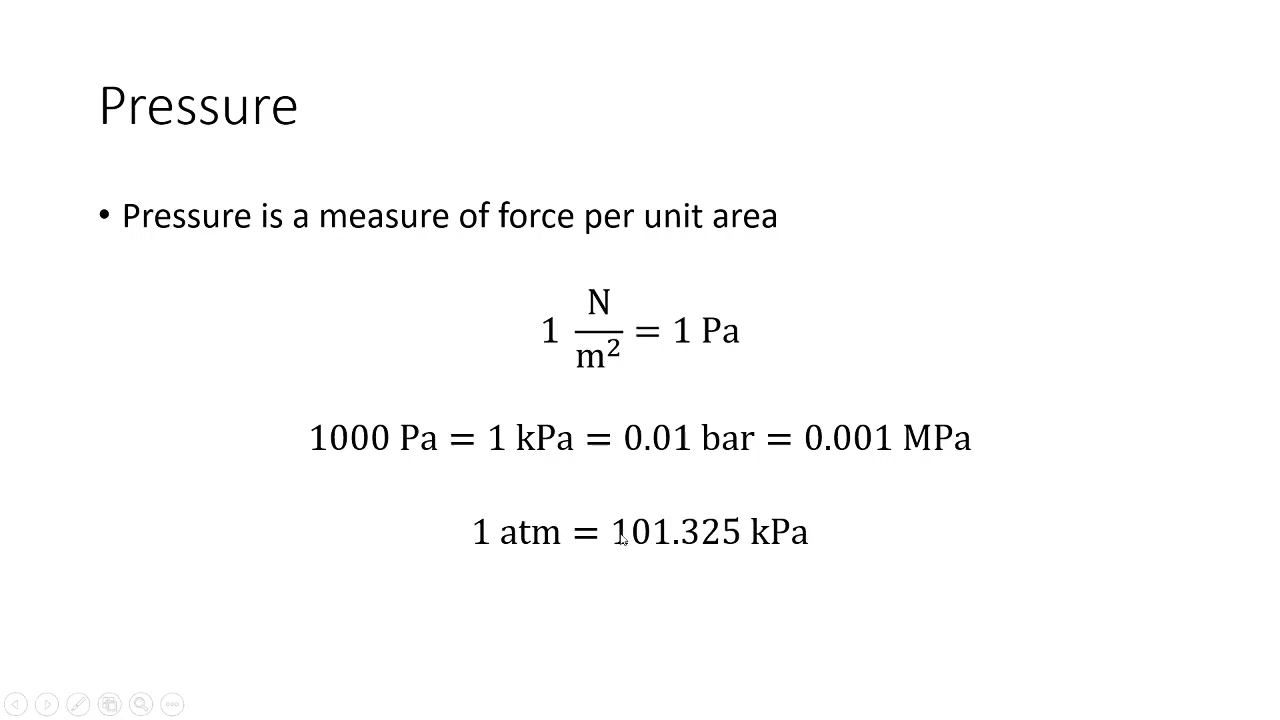 Pressure
• Pressure is a measure of force per unit area
1 N/m² = 1 Pa
1000 Pa = 1 kPa = 0.01 bar = 0.001 MPa
1 atm = 101.325 kPa